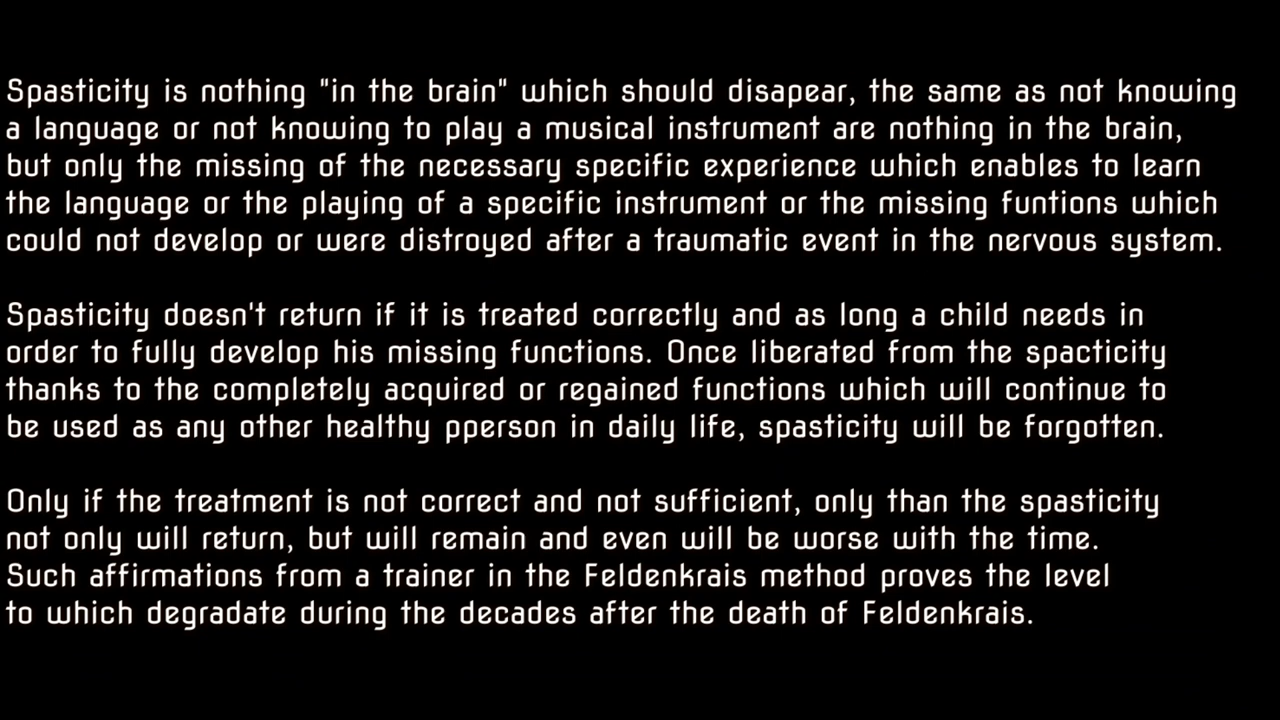 Spasticity is nothing "in the brain" which should disapear, the same as not knowing
a language or not knowing to play a musical instrument are nothing in the brain,
but only the missing of the necessary specific experience which enables to learn
the language or the playing of a specific instrument or the missing funtions which
could not develop or were distroyed after a traumatic event in the nervous system.
Spasticity doesn't return if it is treated correctly and as long a child needs in
order to fully develop his missing functions. Once liberated from the spacticity
thanks to the completely acquired or regained functions which will continue to
be used as any other healthy pperson in daily life, spasticity will be forgotten.
Only if the treatment is not correct and not sufficient, only than the spasticity
not only will return, but will remain and even will be worse with the time.
Such affirmations from a trainer in the Feldenkrais method proves the level
to which degradate during the decades after the death of Feldenkrais.